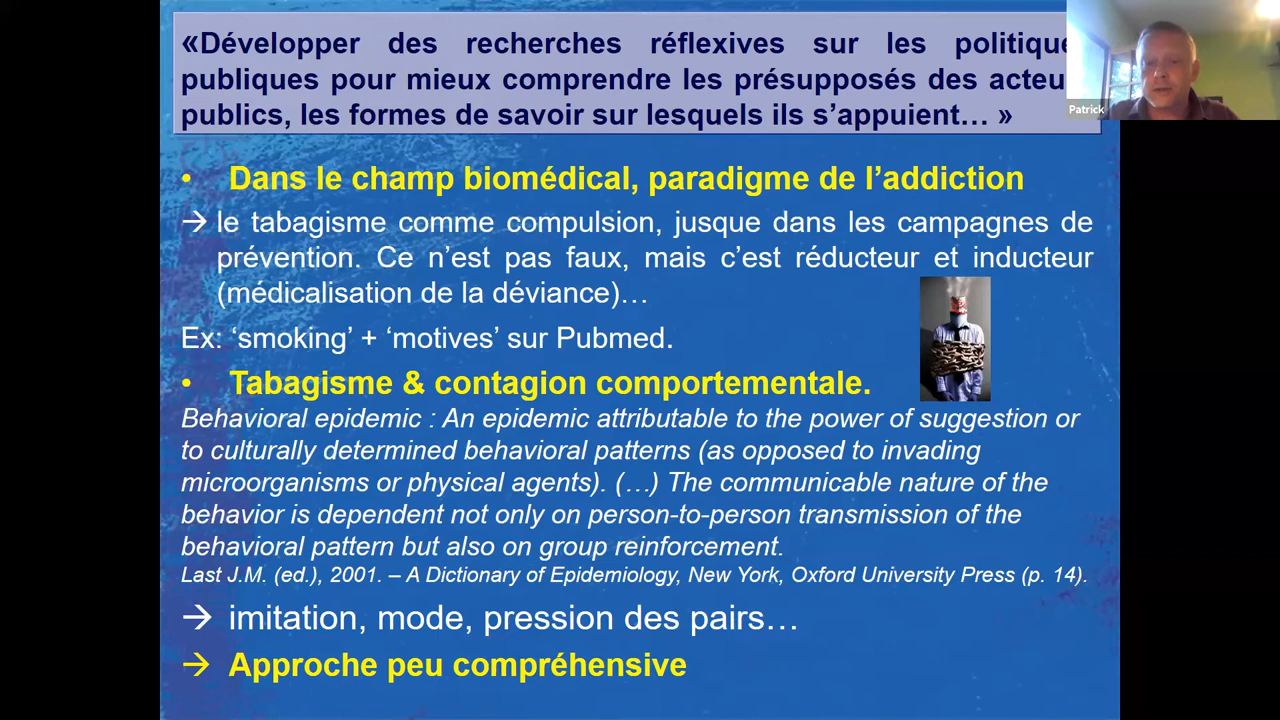 «Développer des recherches réflexives sur les politique
publiques pour mieux comprendre les présupposés des acteu
publics, les formes de savoir sur lesquels ils s’appuient… »
Patrick
• Dans le champ biomédical, paradigme de l’addiction
→ le tabagisme comme compulsion, jusque dans les campagnes de
prévention. Ce n’est pas faux, mais c’est réducteur et inducteur
(médicalisation de la déviance)…
Ex: ‘smoking’ + ‘motives’ sur Pubmed.
• Tabagisme & contagion comportementale.
Behavioral epidemic : An epidemic attributable to the power of suggestion or
to culturally determined behavioral patterns (as opposed to invading
microorganisms or physical agents). (…) The communicable nature of the
behavior is dependent not only on person-to-person transmission of the
behavioral pattern but also on group reinforcement.
Last J.M. (ed.), 2001. – A Dictionary of Epidemiology, New York, Oxford University Press (p. 14).
→ imitation, mode, pression des pairs…
→ Approche peu compréhensive